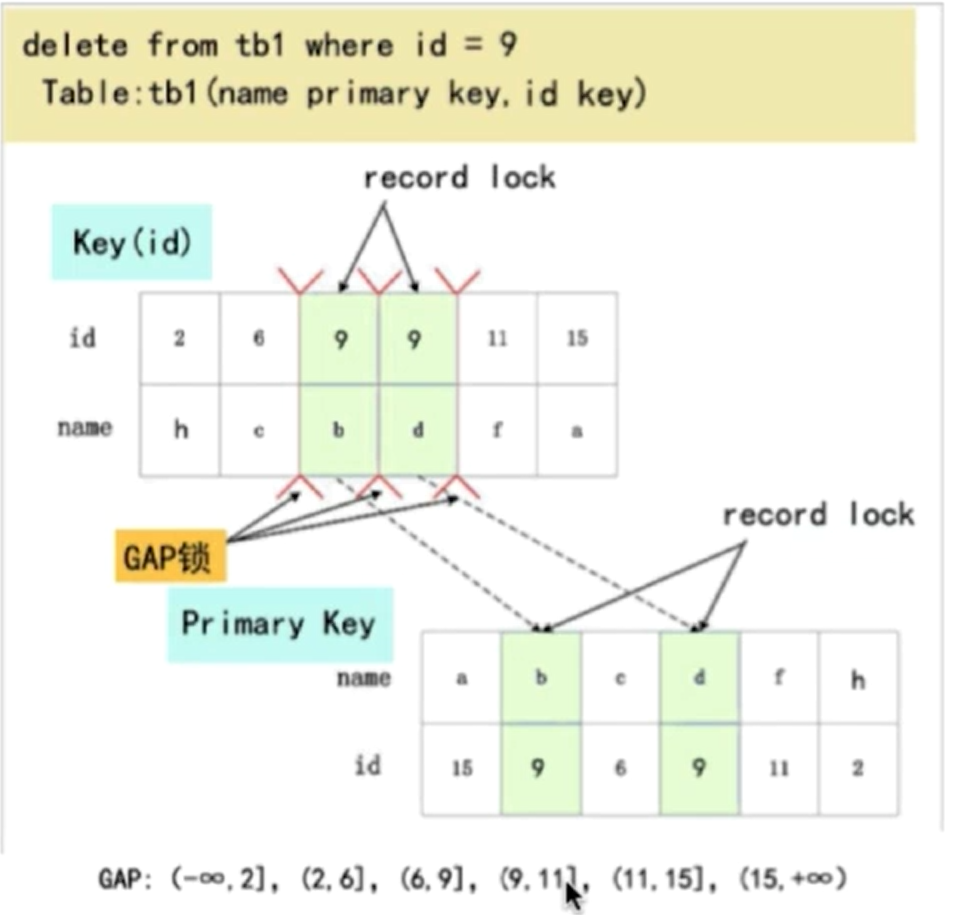 delete from tb1 where id = 9
Table:tb1(name primary key, id key)
record lock
Key(id)
id 2 6 9 9 11 15
name h c b d f a
GAP锁
record lock
Primary Key
name a b c d f h
id 15 9 6 9 11 2
GAP: (-∞, 2], (2, 6], (6, 9], (9, 11], (11, 15], (15, +∞)